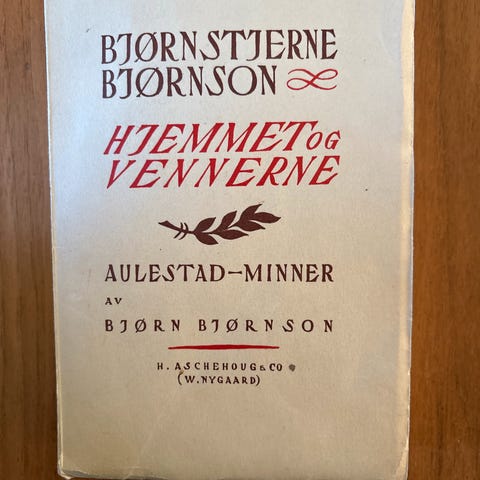 BJØRNSTJERNE
BJØRNSON
HJEMMET OG
VENNERNE
AULESTAD-MINNER
AV
BJØRN BJØRNSON
H. ASCHEHOUG & CO
(W. NYGAARD)